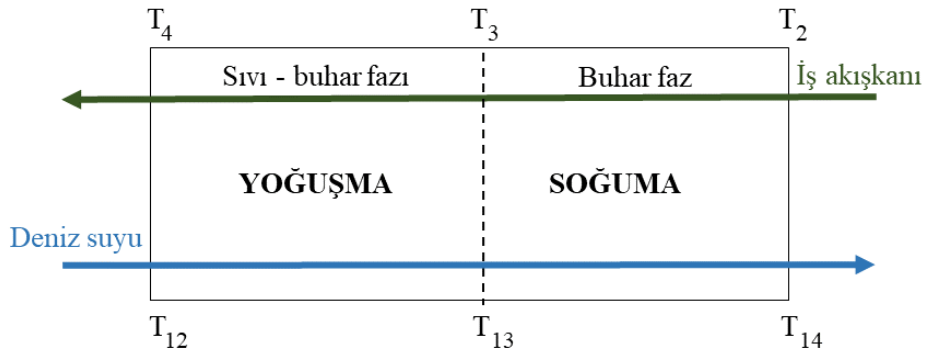 T₄ T₃ T₂
Sıvı - buhar fazı Buhar faz İş akışkanı
YOĞUŞMA SOĞUMA
Deniz suyu
T₁₂ T₁₃ T₁₄